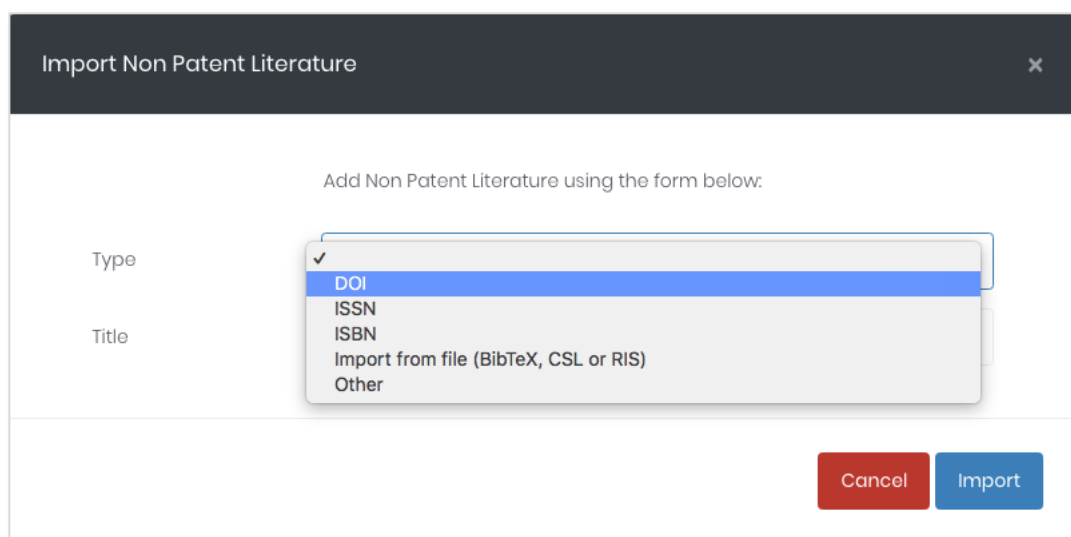 Import Non Patent Literature ×
Add Non Patent Literature using the form below:
Type
✓
DOI
ISSN
ISBN
Title
Import from file (BibTeX, CSL or RIS)
Other
Cancel Import